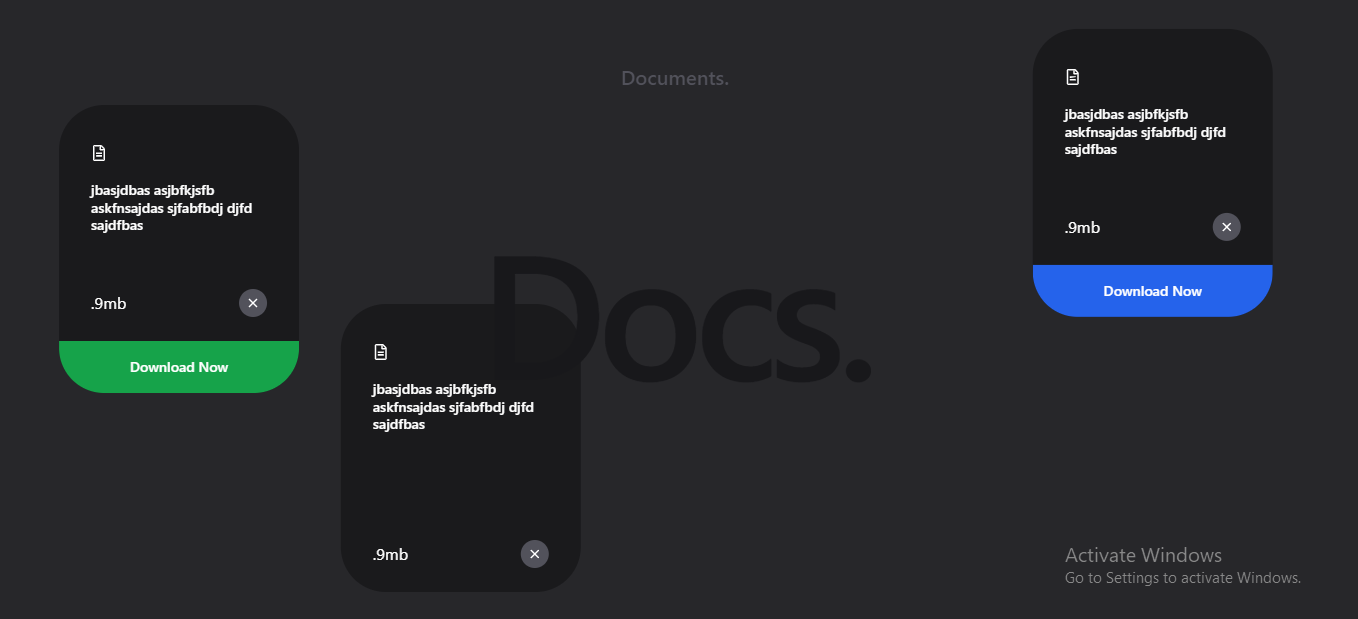 Documents.
Docs.
jbasjdbas asjbfkjsfb
askfnsajdas sjfabfbdj djfd
sajdfbas
.9mb
Download Now
jbasjdbas asjbfkjsfb
askfnsajdas sjfabfbdj djfd
sajdfbas
.9mb
jbasjdbas asjbfkjsfb
askfnsajdas sjfabfbdj djfd
sajdfbas
.9mb
Download Now
Activate Windows
Go to Settings to activate Windows.